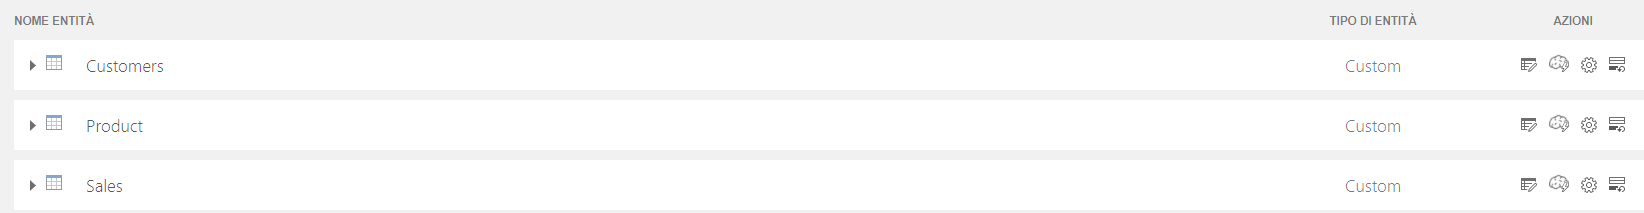 NOME ENTITÀ TIPO DI ENTITÀ AZIONI
Customers Custom
Product Custom
Sales Custom